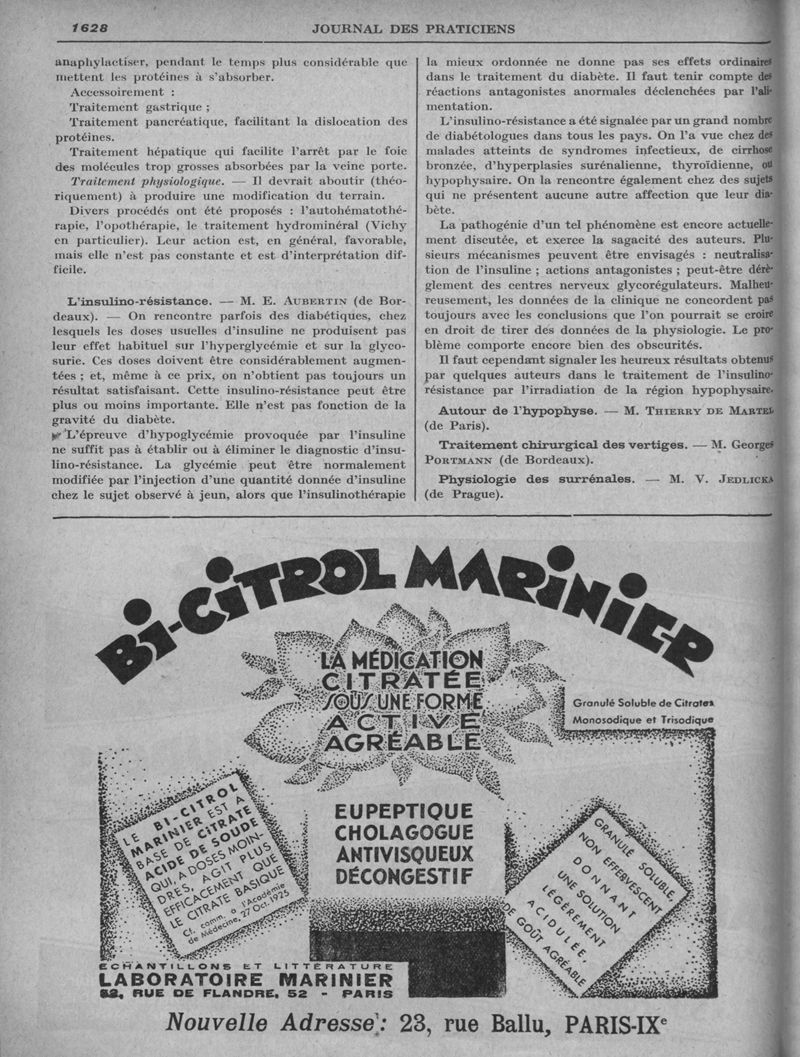 1628
JOURNAL DES PRATICIENS
anaphylactiser, pendant le temps plus considérable que
mettent les protéines à s'absorber.
Accessoirement :
Traitement gastrique ;
Traitement pancréatique, facilitant la dislocation des
protéines.
Traitement hépatique qui facilite l'arrêt par le foie
des molécules trop grosses absorbées par la veine porte.
Traitement physiologique. — Il devrait aboutir (théo-
riquement) à produire une modification du terrain.
Divers procédés ont été proposés : l'autohématothé-
rapie, l'opothérapie, le traitement hydrominéral (Vichy
en particulier). Leur action est, en général, favorable,
mais elle n'est pas constante et est d'interprétation dif-
ficile.
L'insulino-résistance. — M. E. AUBERTIN (de Bor-
deaux). — On rencontre parfois des diabétiques, chez
lesquels les doses usuelles d'insuline ne produisent pas
leur effet habituel sur l'hyperglycémie et sur la glyco-
surie. Ces doses doivent être considérablement augmen-
tées ; et, même à ce prix, on n'obtient pas toujours un
résultat satisfaisant. Cette insulino-résistance peut être
plus ou moins importante. Elle n'est pas fonction de la
gravité du diabète.
L'épreuve d'hypoglycémie provoquée par l'insuline
ne suffit pas à établir ou à éliminer le diagnostic d'insu-
lino-résistance. La glycémie peut être normalement
modifiée par l'injection d'une quantité donnée d'insuline
chez le sujet observé à jeun, alors que l'insulinothérapie
la mieux ordonnée ne donne pas ses effets ordinaires
dans le traitement du diabète. Il faut tenir compte des
réactions antagonistes anormales déclenchées par l'ali-
mentation.
L'insulino-résistance a été signalée par un grand nombre
de diabétologues dans tous les pays. On l'a vue chez des
malades atteints de syndromes infectieux, de cirrhose
bronzée, d'hyperplasies surénalienne, thyroïdienne, ou
hypophysaire. On la rencontre également chez des sujets
qui ne présentent aucune autre affection que leur dia-
bète.
La pathogénie d'un tel phénomène est encore actuelle-
ment discutée, et exerce la sagacité des auteurs. Plu-
sieurs mécanismes peuvent être envisagés : neutralisa-
tion de l'insuline ; actions antagonistes ; peut-être dérè-
glement des centres nerveux glycorégulateurs. Malheu-
reusement, les données de la clinique ne concordent pas
toujours avec les conclusions que l'on pourrait se croire
en droit de tirer des données de la physiologie. Le pro-
blème comporte encore bien des obscurités.
Il faut cependant signaler les heureux résultats obtenus
par quelques auteurs dans le traitement de l'insulino-
résistance par l'irradiation de la région hypophysaire.
Autour de l'hypophyse. — M. THIERRY DE MARTEL
(de Paris).
Traitement chirurgical des vertiges. — M. Georges
PORTMANN (de Bordeaux).
Physiologie des surrénales. — M. V. JEDLICKA
(de Prague).
BI-CITROL MARINIER
LA MÉDICATION
CITRATÉE
SOUS UNE FORME
ACTIVE
AGRÉABLE
Granulé Soluble de Citrates
Monosodique et Trisodique
LE BI-CITROL
MARINIER EST A
BASE DE CITRATE
ACIDE DE SOUDE
QUI, A DOSES MOIN-
DRES, AGIT PLUS
EFFICACEMENT QUE
LE CITRATE BASIQUE
Cf. comm. à l'Académie
de Médecine, 27 Oct. 1925
EUPEPTIQUE
CHOLAGOGUE
ANTIVISQUEUX
DÉCONGESTIF
GRANULÉ SOLUBLE
NON EFFERVESCENT
DONNANT
UNE SOLUTION
LÉGÉREMENT
ACIDULÉE
DE GOÛT AGRÉABLE
ECHANTILLONS ET LITTÉRATURE
LABORATOIRE MARINIER
52, RUE DE FLANDRE, 52 - PARIS
Nouvelle Adresse : 23, rue Ballu, PARIS-IXe